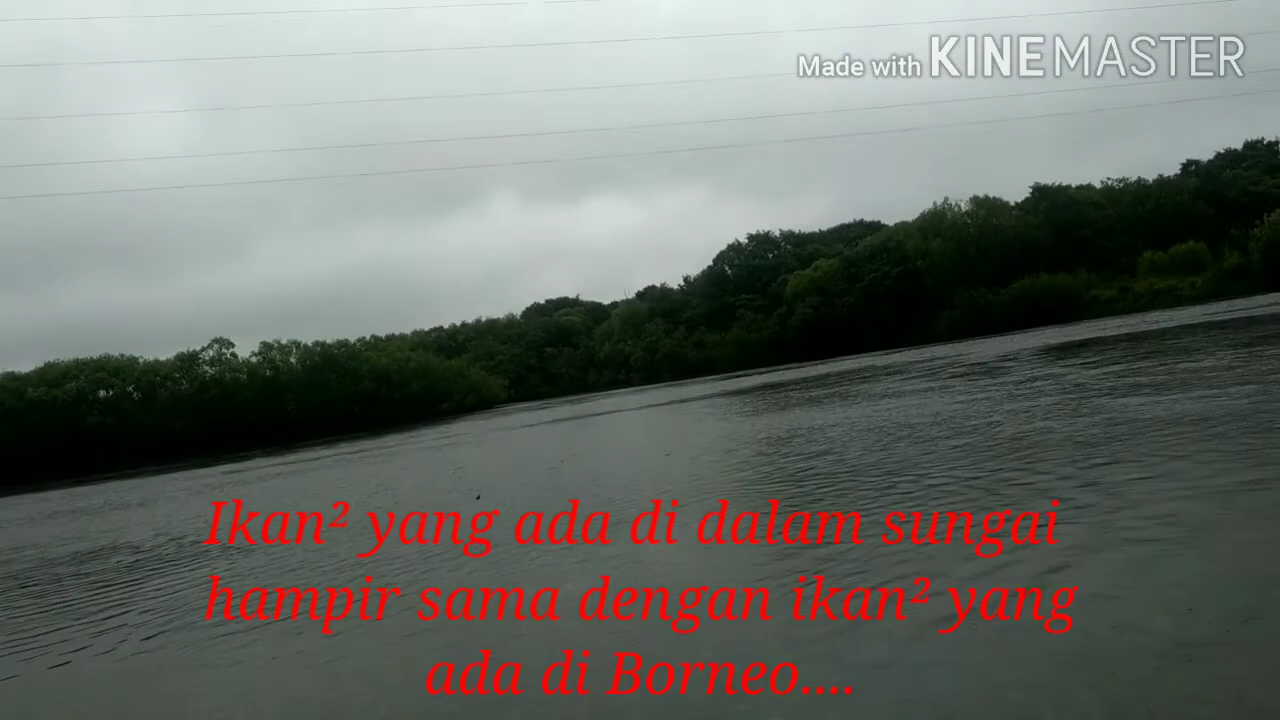 Made with KINEMASTER
Ikan² yang ada di dalam sungai
hampir sama dengan ikan² yang
ada di Borneo....